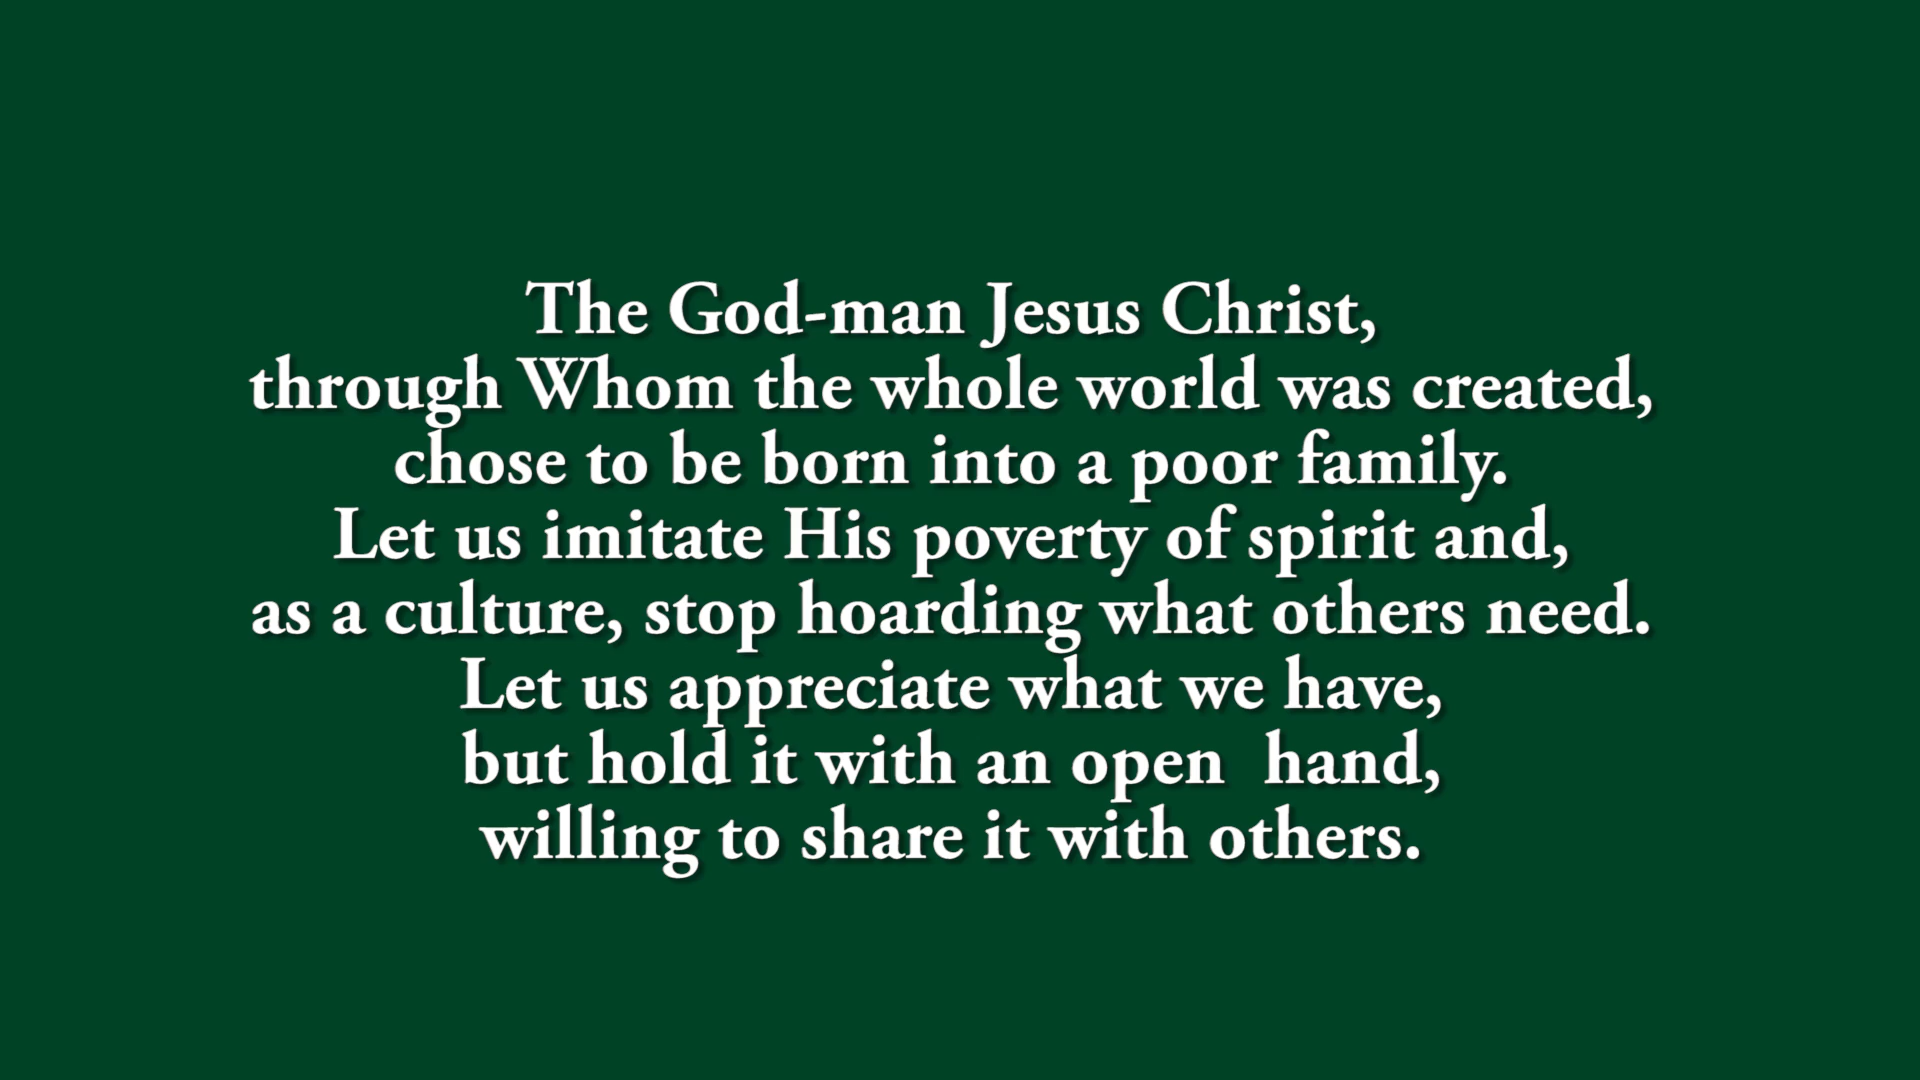 The God-man Jesus Christ,
through Whom the whole world was created,
chose to be born into a poor family.
Let us imitate His poverty of spirit and,
as a culture, stop hoarding what others need.
Let us appreciate what we have,
but hold it with an open  hand,
willing to share it with others.